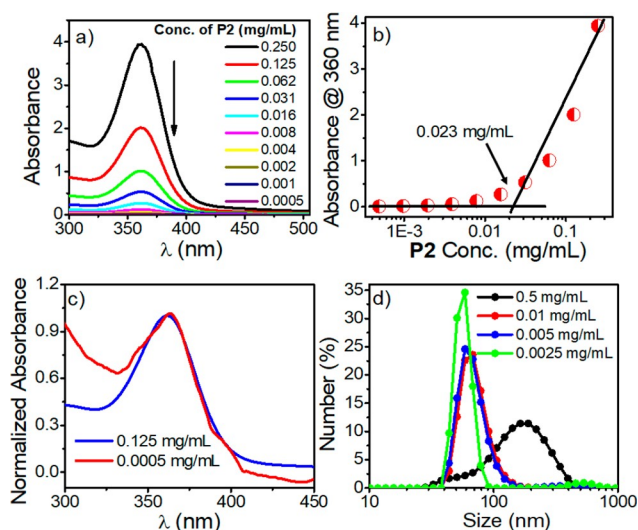 a)
Conc. of P2 (mg/mL)
0.250
0.125
0.062
0.031
0.016
0.008
0.004
0.002
0.001
0.0005
4
3
2
1
0
Absorbance
300 350 400 450 500
λ (nm)
b)
4
3
2
1
0
Absorbance @ 360 nm
0.023 mg/mL
1E-3 0.01 0.1
P2 Conc. (mg/mL)
c)
1.2
0.9
0.6
0.3
0.0
Normalized Absorbance
0.125 mg/mL
0.0005 mg/mL
300 350 400 450
λ (nm)
d)
35
30
25
20
15
10
5
0
Number (%)
0.5 mg/mL
0.01 mg/mL
0.005 mg/mL
0.0025 mg/mL
10 100 1000
Size (nm)